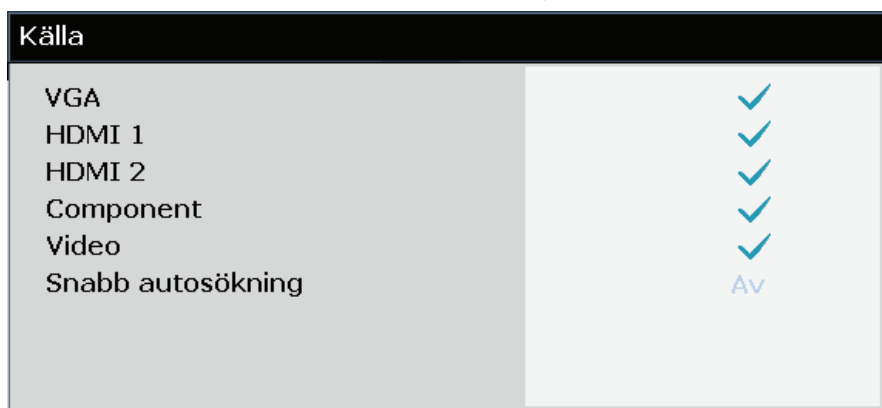 Källa
VGA
HDMI 1
HDMI 2
Component
Video
Snabb autosökning Av